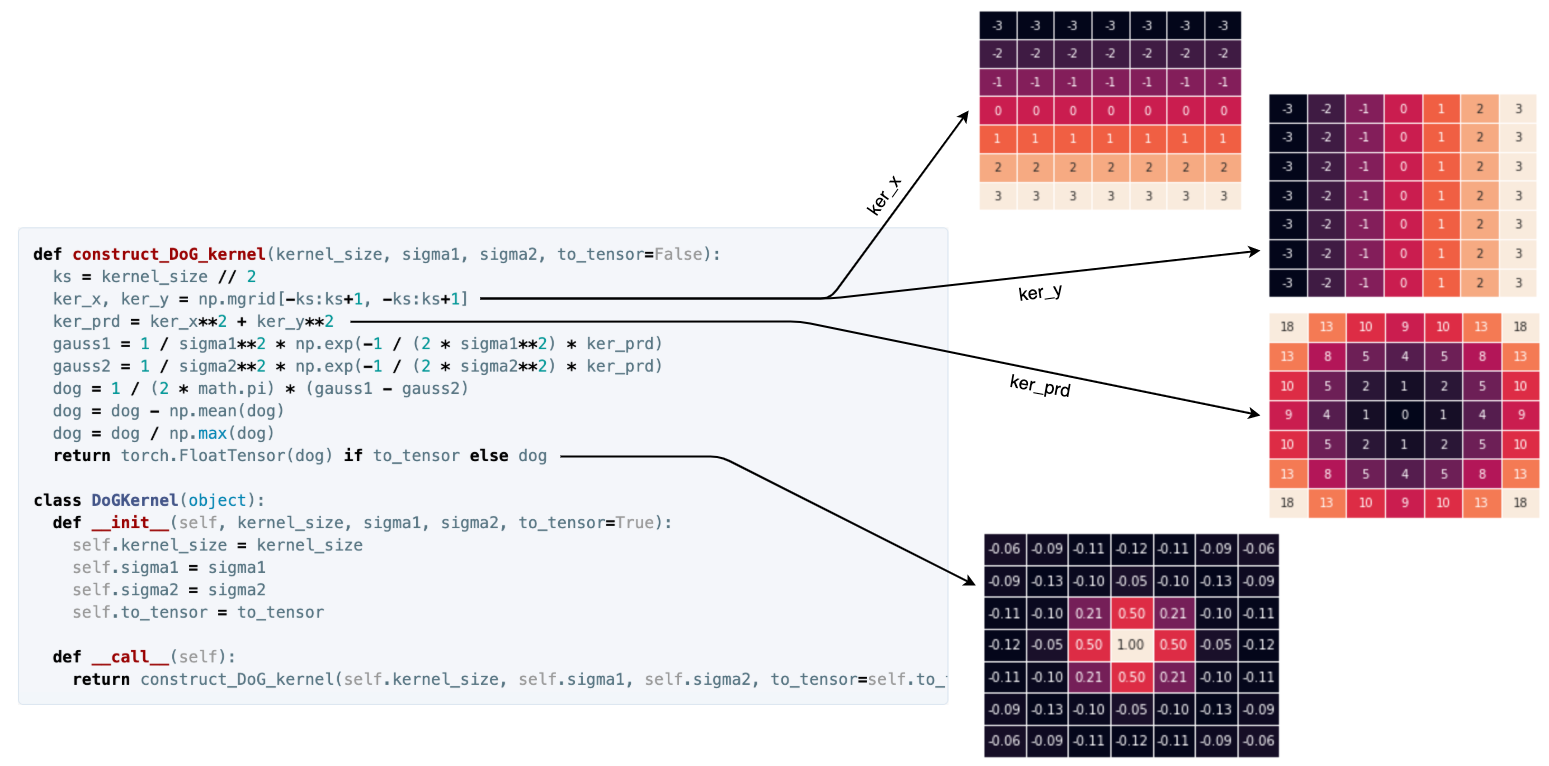 def construct_DoG_kernel(kernel_size, sigma1, sigma2, to_tensor=False):
  ks = kernel_size // 2
  ker_x, ker_y = np.mgrid[-ks:ks+1, -ks:ks+1]
  ker_prd = ker_x**2 + ker_y**2
  gauss1 = 1 / sigma1**2 * np.exp(-1 / (2 * sigma1**2) * ker_prd)
  gauss2 = 1 / sigma2**2 * np.exp(-1 / (2 * sigma2**2) * ker_prd)
  dog = 1 / (2 * math.pi) * (gauss1 - gauss2)
  dog = dog - np.mean(dog)
  dog = dog / np.max(dog)
  return torch.FloatTensor(dog) if to_tensor else dog
class DoGKernel(object):
  def __init__(self, kernel_size, sigma1, sigma2, to_tensor=True):
    self.kernel_size = kernel_size
    self.sigma1 = sigma1
    self.sigma2 = sigma2
    self.to_tensor = to_tensor
  def __call__(self):
    return construct_DoG_kernel(self.kernel_size, self.sigma1, self.sigma2, to_tensor=self.to_
ker_x
-3 -3 -3 -3 -3 -3 -3
-2 -2 -2 -2 -2 -2 -2
-1 -1 -1 -1 -1 -1 -1
0 0 0 0 0 0 0
1 1 1 1 1 1 1
2 2 2 2 2 2 2
3 3 3 3 3 3 3
ker_y
-3 -2 -1 0 1 2 3
-3 -2 -1 0 1 2 3
-3 -2 -1 0 1 2 3
-3 -2 -1 0 1 2 3
-3 -2 -1 0 1 2 3
-3 -2 -1 0 1 2 3
-3 -2 -1 0 1 2 3
ker_prd
18 13 10 9 10 13 18
13 8 5 4 5 8 13
10 5 2 1 2 5 10
9 4 1 0 1 4 9
10 5 2 1 2 5 10
13 8 5 4 5 8 13
18 13 10 9 10 13 18
-0.06 -0.09 -0.11 -0.12 -0.11 -0.09 -0.06
-0.09 -0.13 -0.10 -0.05 -0.10 -0.13 -0.09
-0.11 -0.10 0.21 0.50 0.21 -0.10 -0.11
-0.12 -0.05 0.50 1.00 0.50 -0.05 -0.12
-0.11 -0.10 0.21 0.50 0.21 -0.10 -0.11
-0.09 -0.13 -0.10 -0.05 -0.10 -0.13 -0.09
-0.06 -0.09 -0.11 -0.12 -0.11 -0.09 -0.06